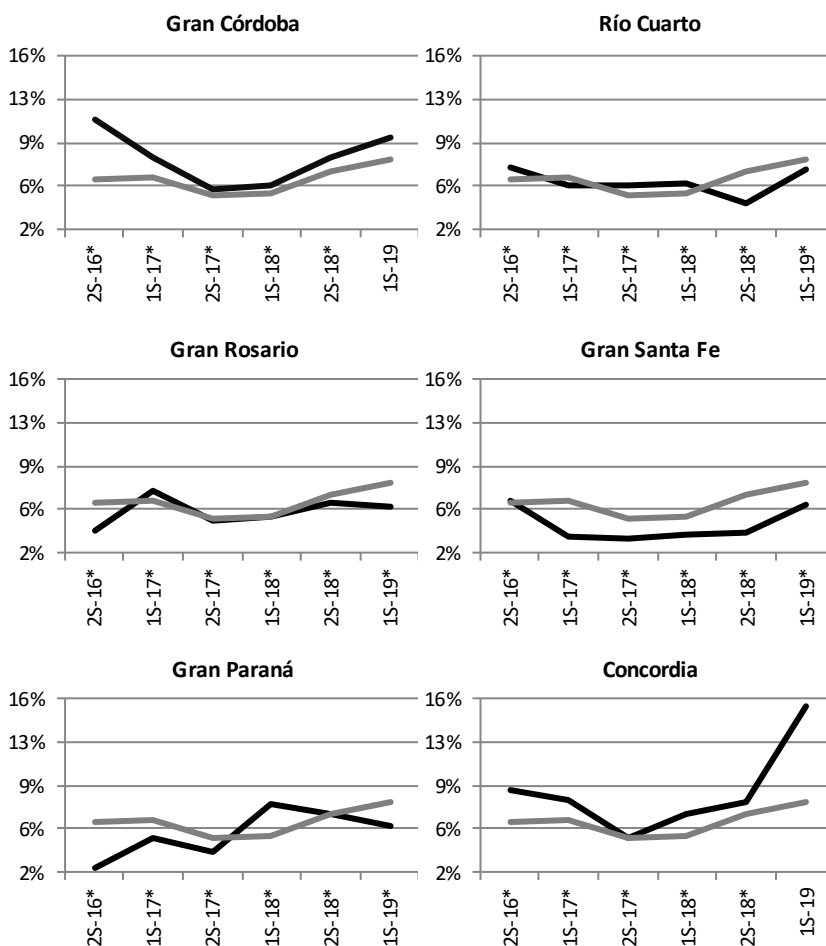 Gran Córdoba
16%
13%
9%
6%
2%
2S-16*
1S-17*
2S-17*
1S-18*
2S-18*
1S-19
Río Cuarto
16%
13%
9%
6%
2%
2S-16*
1S-17*
2S-17*
1S-18*
2S-18*
1S-19*
Gran Rosario
16%
13%
9%
6%
2%
2S-16*
1S-17*
2S-17*
1S-18*
2S-18*
1S-19*
Gran Santa Fe
16%
13%
9%
6%
2%
2S-16*
1S-17*
2S-17*
1S-18*
2S-18*
1S-19*
Gran Paraná
16%
13%
9%
6%
2%
2S-16*
1S-17*
2S-17*
1S-18*
2S-18*
1S-19*
Concordia
16%
13%
9%
6%
2%
2S-16*
1S-17*
2S-17*
1S-18*
2S-18*
1S-19